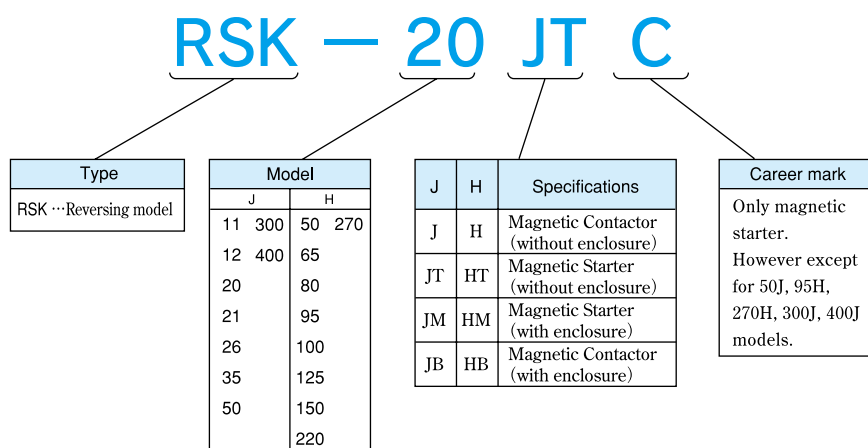 RSK — 20 JT C
Type
RSK …Reversing model
Model
J H
11 300 50 270
12 400 65
20 80
21 95
26 100
35 125
50 150
220
J H Specifications
J H Magnetic Contactor
(without enclosure)
JT HT Magnetic Starter
(without enclosure)
JM HM Magnetic Starter
(with enclosure)
JB HB Magnetic Contactor
(with enclosure)
Career mark
Only magnetic
starter.
However except
for 50J, 95H,
270H, 300J, 400J
models.